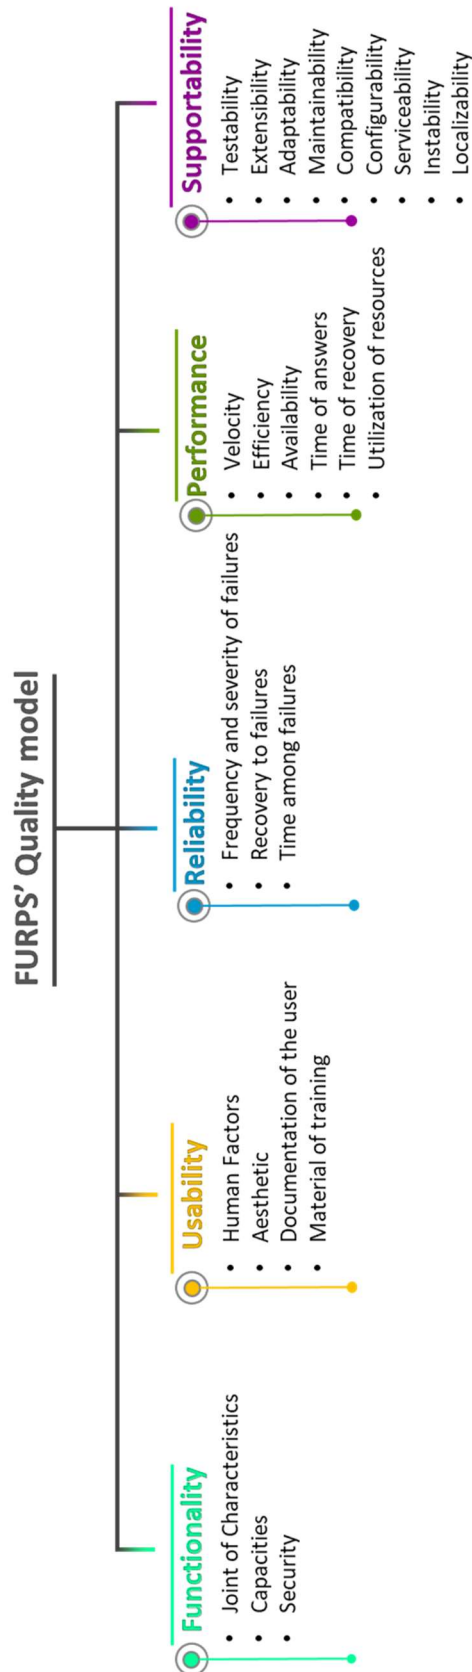 FURPS' Quality model
Functionality
• Joint of Characteristics
• Capacities
• Security
Usability
• Human Factors
• Aesthetic
• Documentation of the user
• Material of training
Reliability
• Frequency and severity of failures
• Recovery to failures
• Time among failures
Performance
• Velocity
• Efficiency
• Availability
• Time of answers
• Time of recovery
• Utilization of resources
Supportability
• Testability
• Extensibility
• Adaptability
• Maintainability
• Compatibility
• Configurability
• Serviceability
• Instability
• Localizability